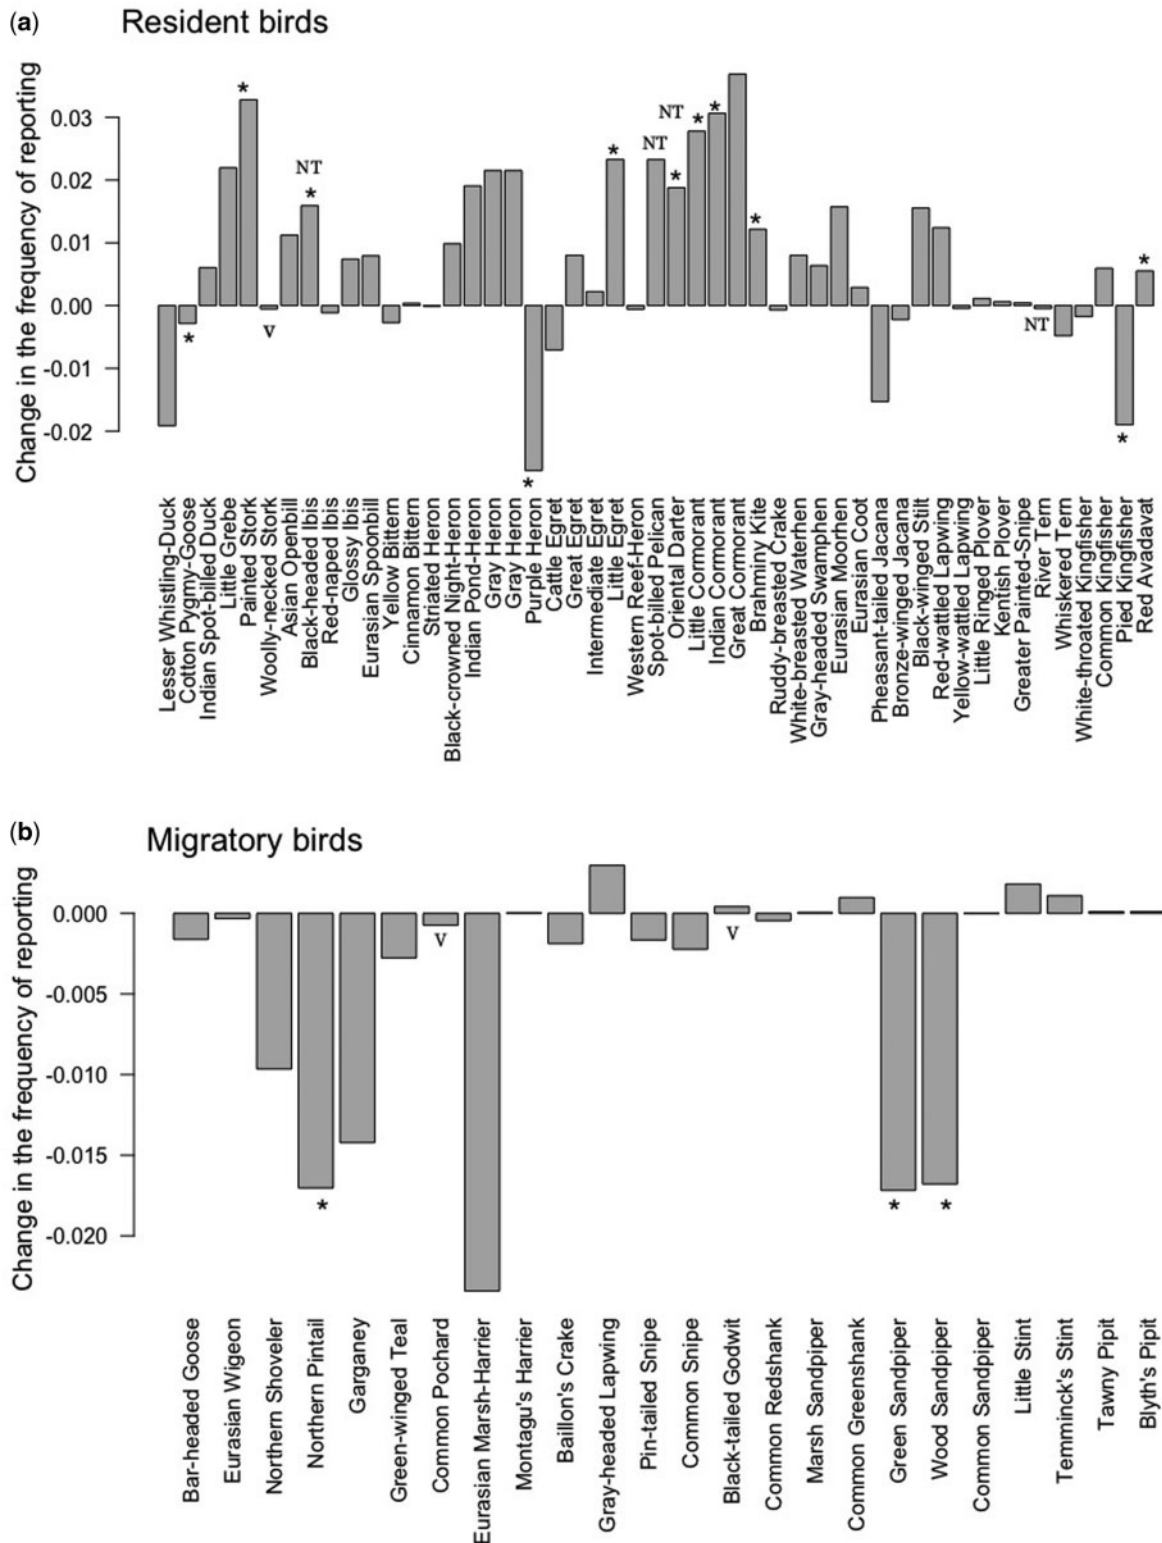 (a) Resident birds
Change in the frequency of reporting
0.03
0.02
0.01
0.00
-0.01
-0.02
*
*
V
NT
*
*
*
NT
NT
*
*
*
*
NT
*
*
Lesser Whistling-Duck
Cotton Pygmy-Goose
Indian Spot-billed Duck
Little Grebe
Painted Stork
Woolly-necked Stork
Asian Openbill
Black-headed Ibis
Red-naped Ibis
Glossy Ibis
Eurasian Spoonbill
Yellow Bittern
Cinnamon Bittern
Striated Heron
Black-crowned Night-Heron
Indian Pond-Heron
Gray Heron
Gray Heron
Purple Heron
Cattle Egret
Great Egret
Intermediate Egret
Little Egret
Western Reef-Heron
Spot-billed Pelican
Oriental Darter
Little Cormorant
Indian Cormorant
Great Cormorant
Brahminy Kite
Ruddy-breasted Crake
White-breasted Waterhen
Gray-headed Swamphen
Eurasian Moorhen
Eurasian Coot
Pheasant-tailed Jacana
Bronze-winged Jacana
Black-winged Stilt
Red-wattled Lapwing
Yellow-wattled Lapwing
Little Ringed Plover
Kentish Plover
Greater Painted-Snipe
River Tern
Whiskered Tern
White-throated Kingfisher
Common Kingfisher
Pied Kingfisher
Red Avadavat
(b) Migratory birds
Change in the frequency of reporting
0.000
-0.005
-0.010
-0.015
-0.020
*
V
V
*
*
Bar-headed Goose
Eurasian Wigeon
Northern Shoveler
Northern Pintail
Garganey
Green-winged Teal
Common Pochard
Eurasian Marsh-Harrier
Montagu's Harrier
Baillon's Crake
Gray-headed Lapwing
Pin-tailed Snipe
Common Snipe
Black-tailed Godwit
Common Redshank
Marsh Sandpiper
Common Greenshank
Green Sandpiper
Wood Sandpiper
Common Sandpiper
Little Stint
Temminck's Stint
Tawny Pipit
Blyth's Pipit